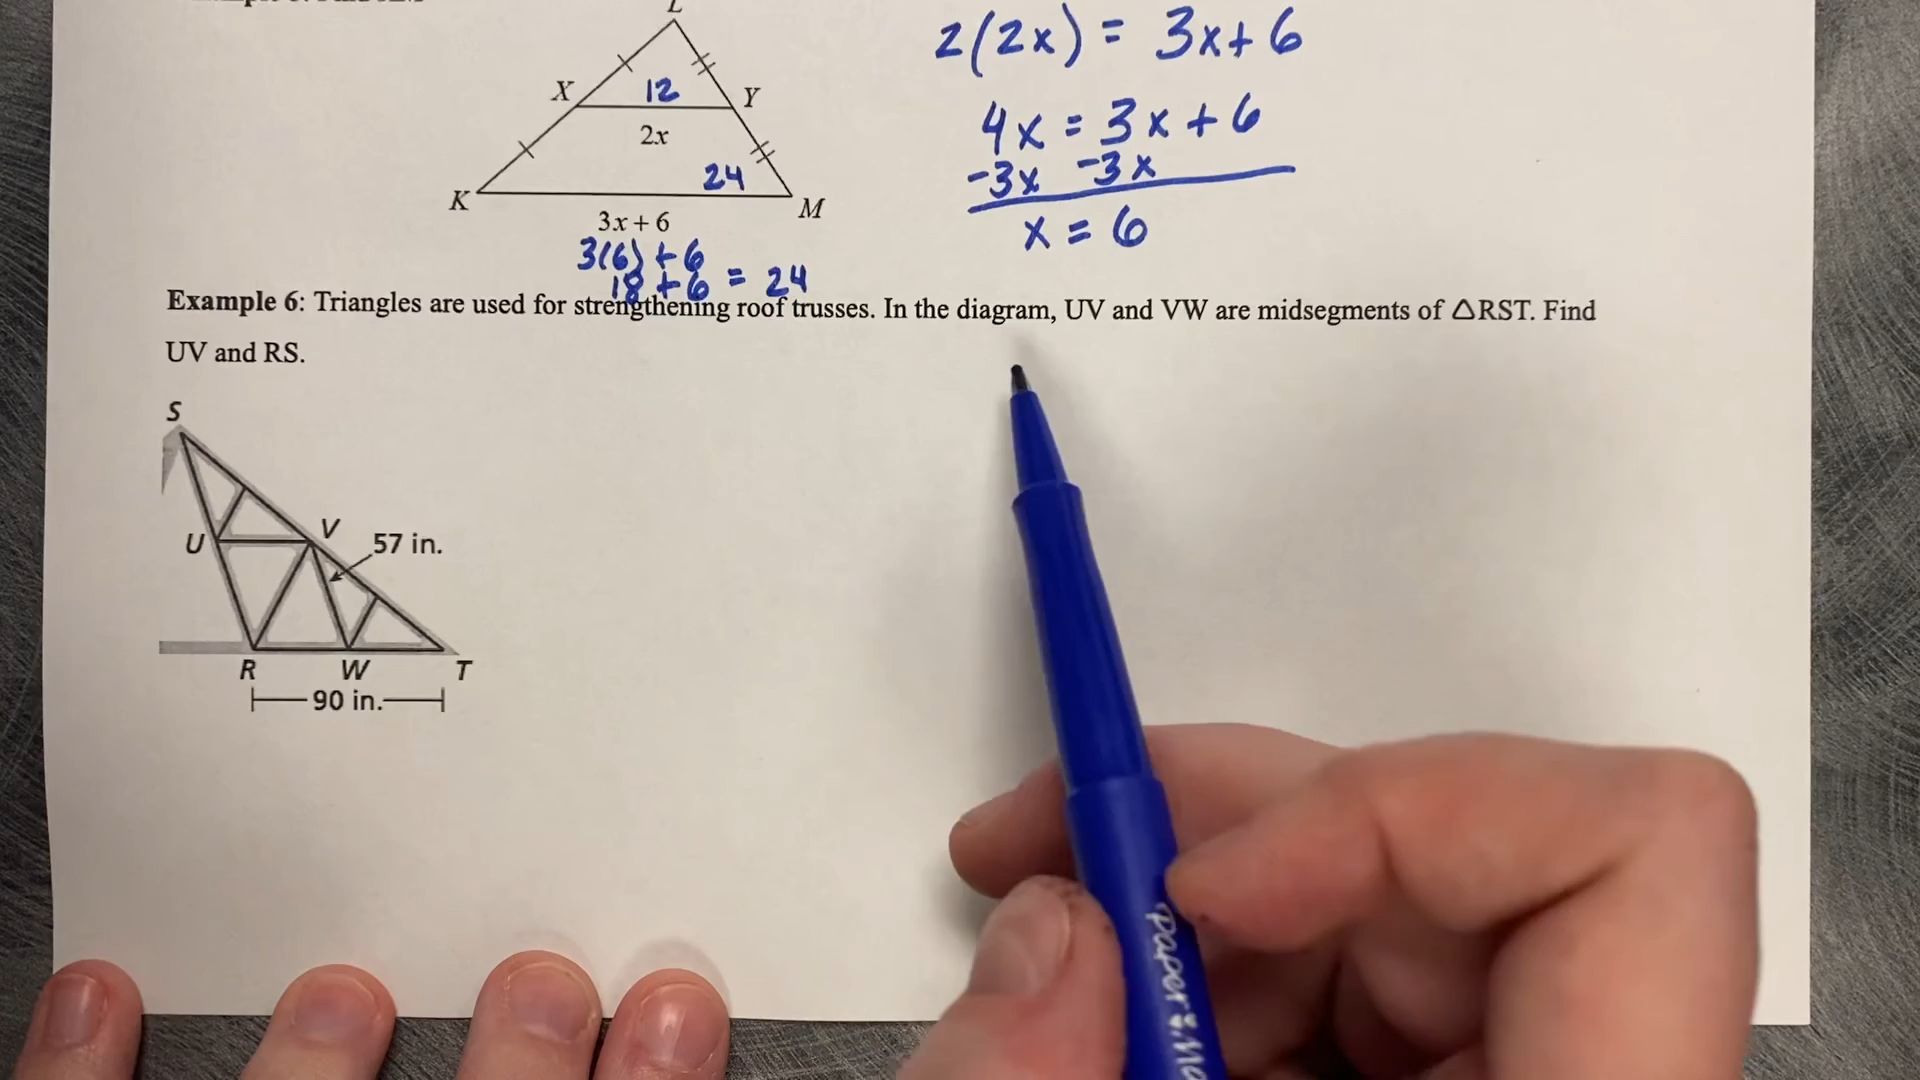 L
2(2x) = 3x+6
X
12
Y
2x
4x = 3x + 6
-3x -3x
24
K
M
3x + 6
x = 6
3(6) + 6
18 + 6 = 24
Example 6: Triangles are used for strengthening roof trusses. In the diagram, UV and VW are midsegments of △RST. Find
UV and RS.
S
V
U
57 in.
R
W
T
90 in.
paper